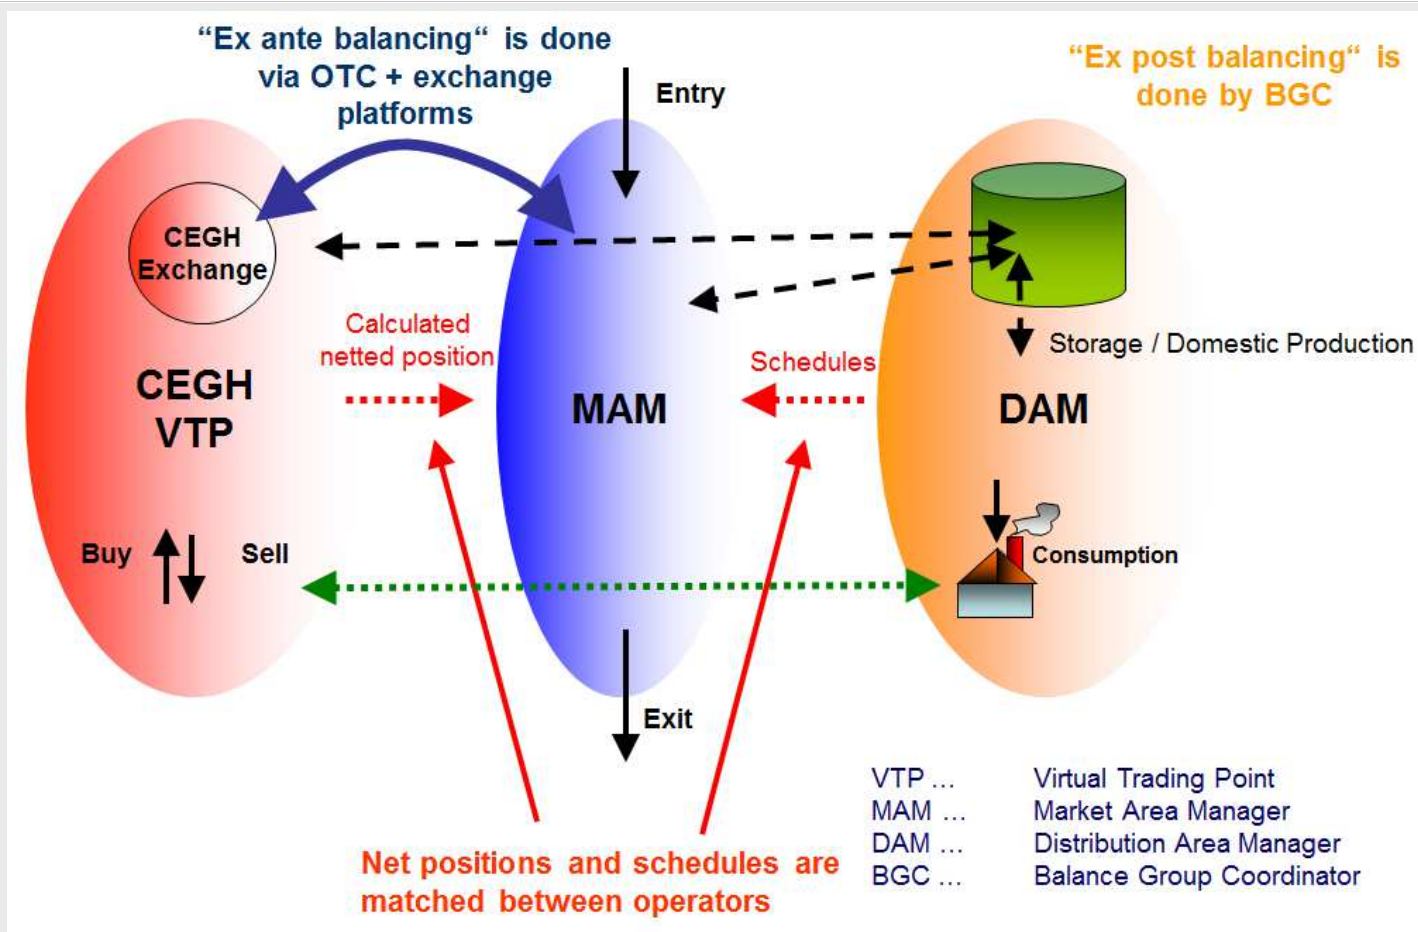 “Ex ante balancing“ is done
via OTC + exchange
platforms
“Ex post balancing“ is
done by BGC
Entry
CEGH
Exchange
Calculated
netted position
Schedules
Storage / Domestic Production
CEGH
VTP
MAM
DAM
Buy
Sell
Consumption
Exit
VTP ... Virtual Trading Point
MAM ... Market Area Manager
DAM ... Distribution Area Manager
BGC ... Balance Group Coordinator
Net positions and schedules are
matched between operators